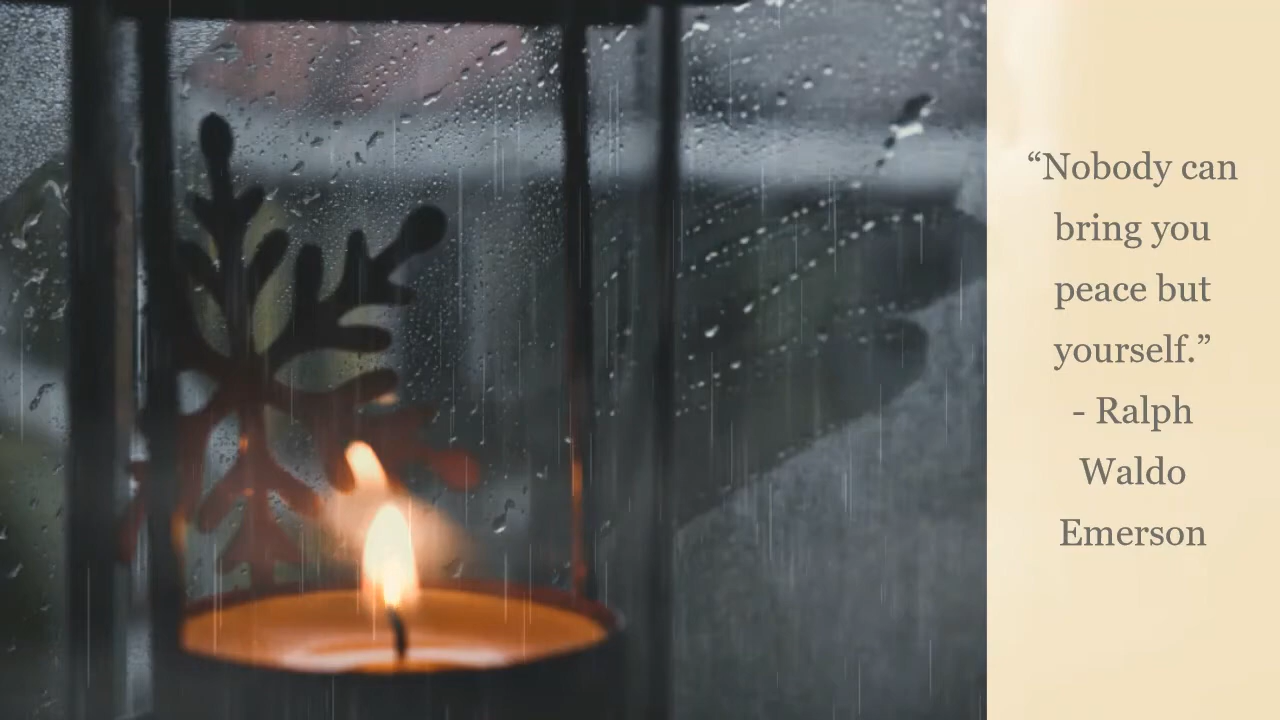 “Nobody can
bring you
peace but
yourself.”
- Ralph
Waldo
Emerson